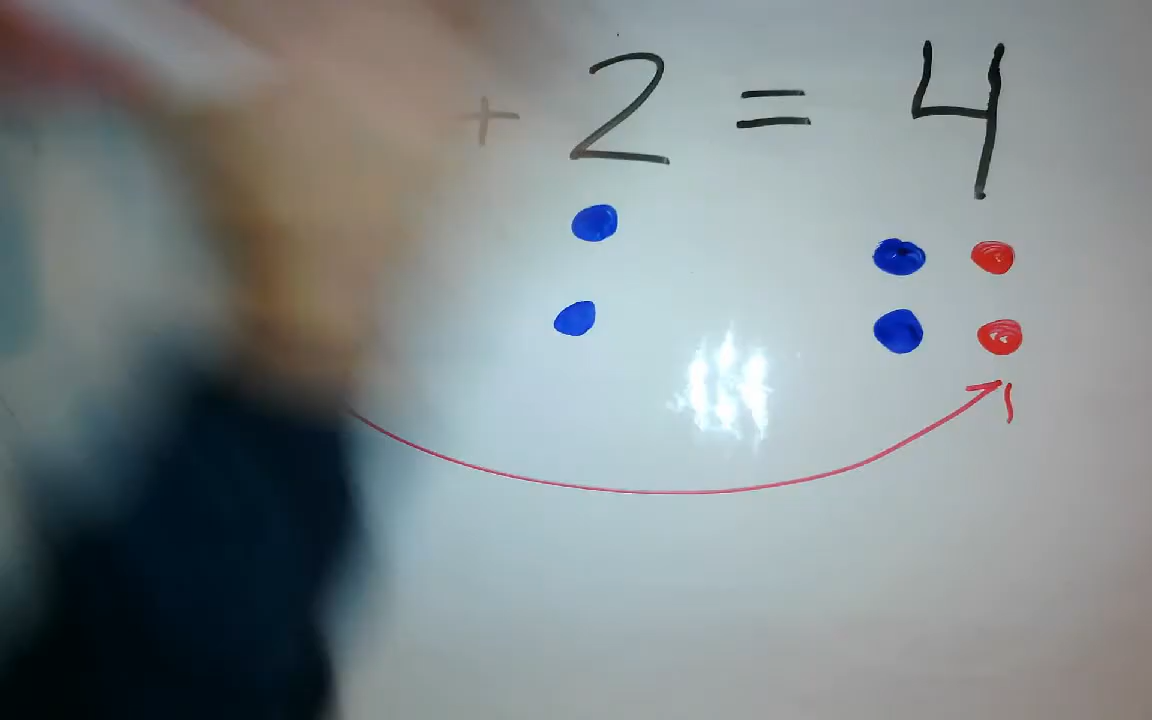 + 2 = 4